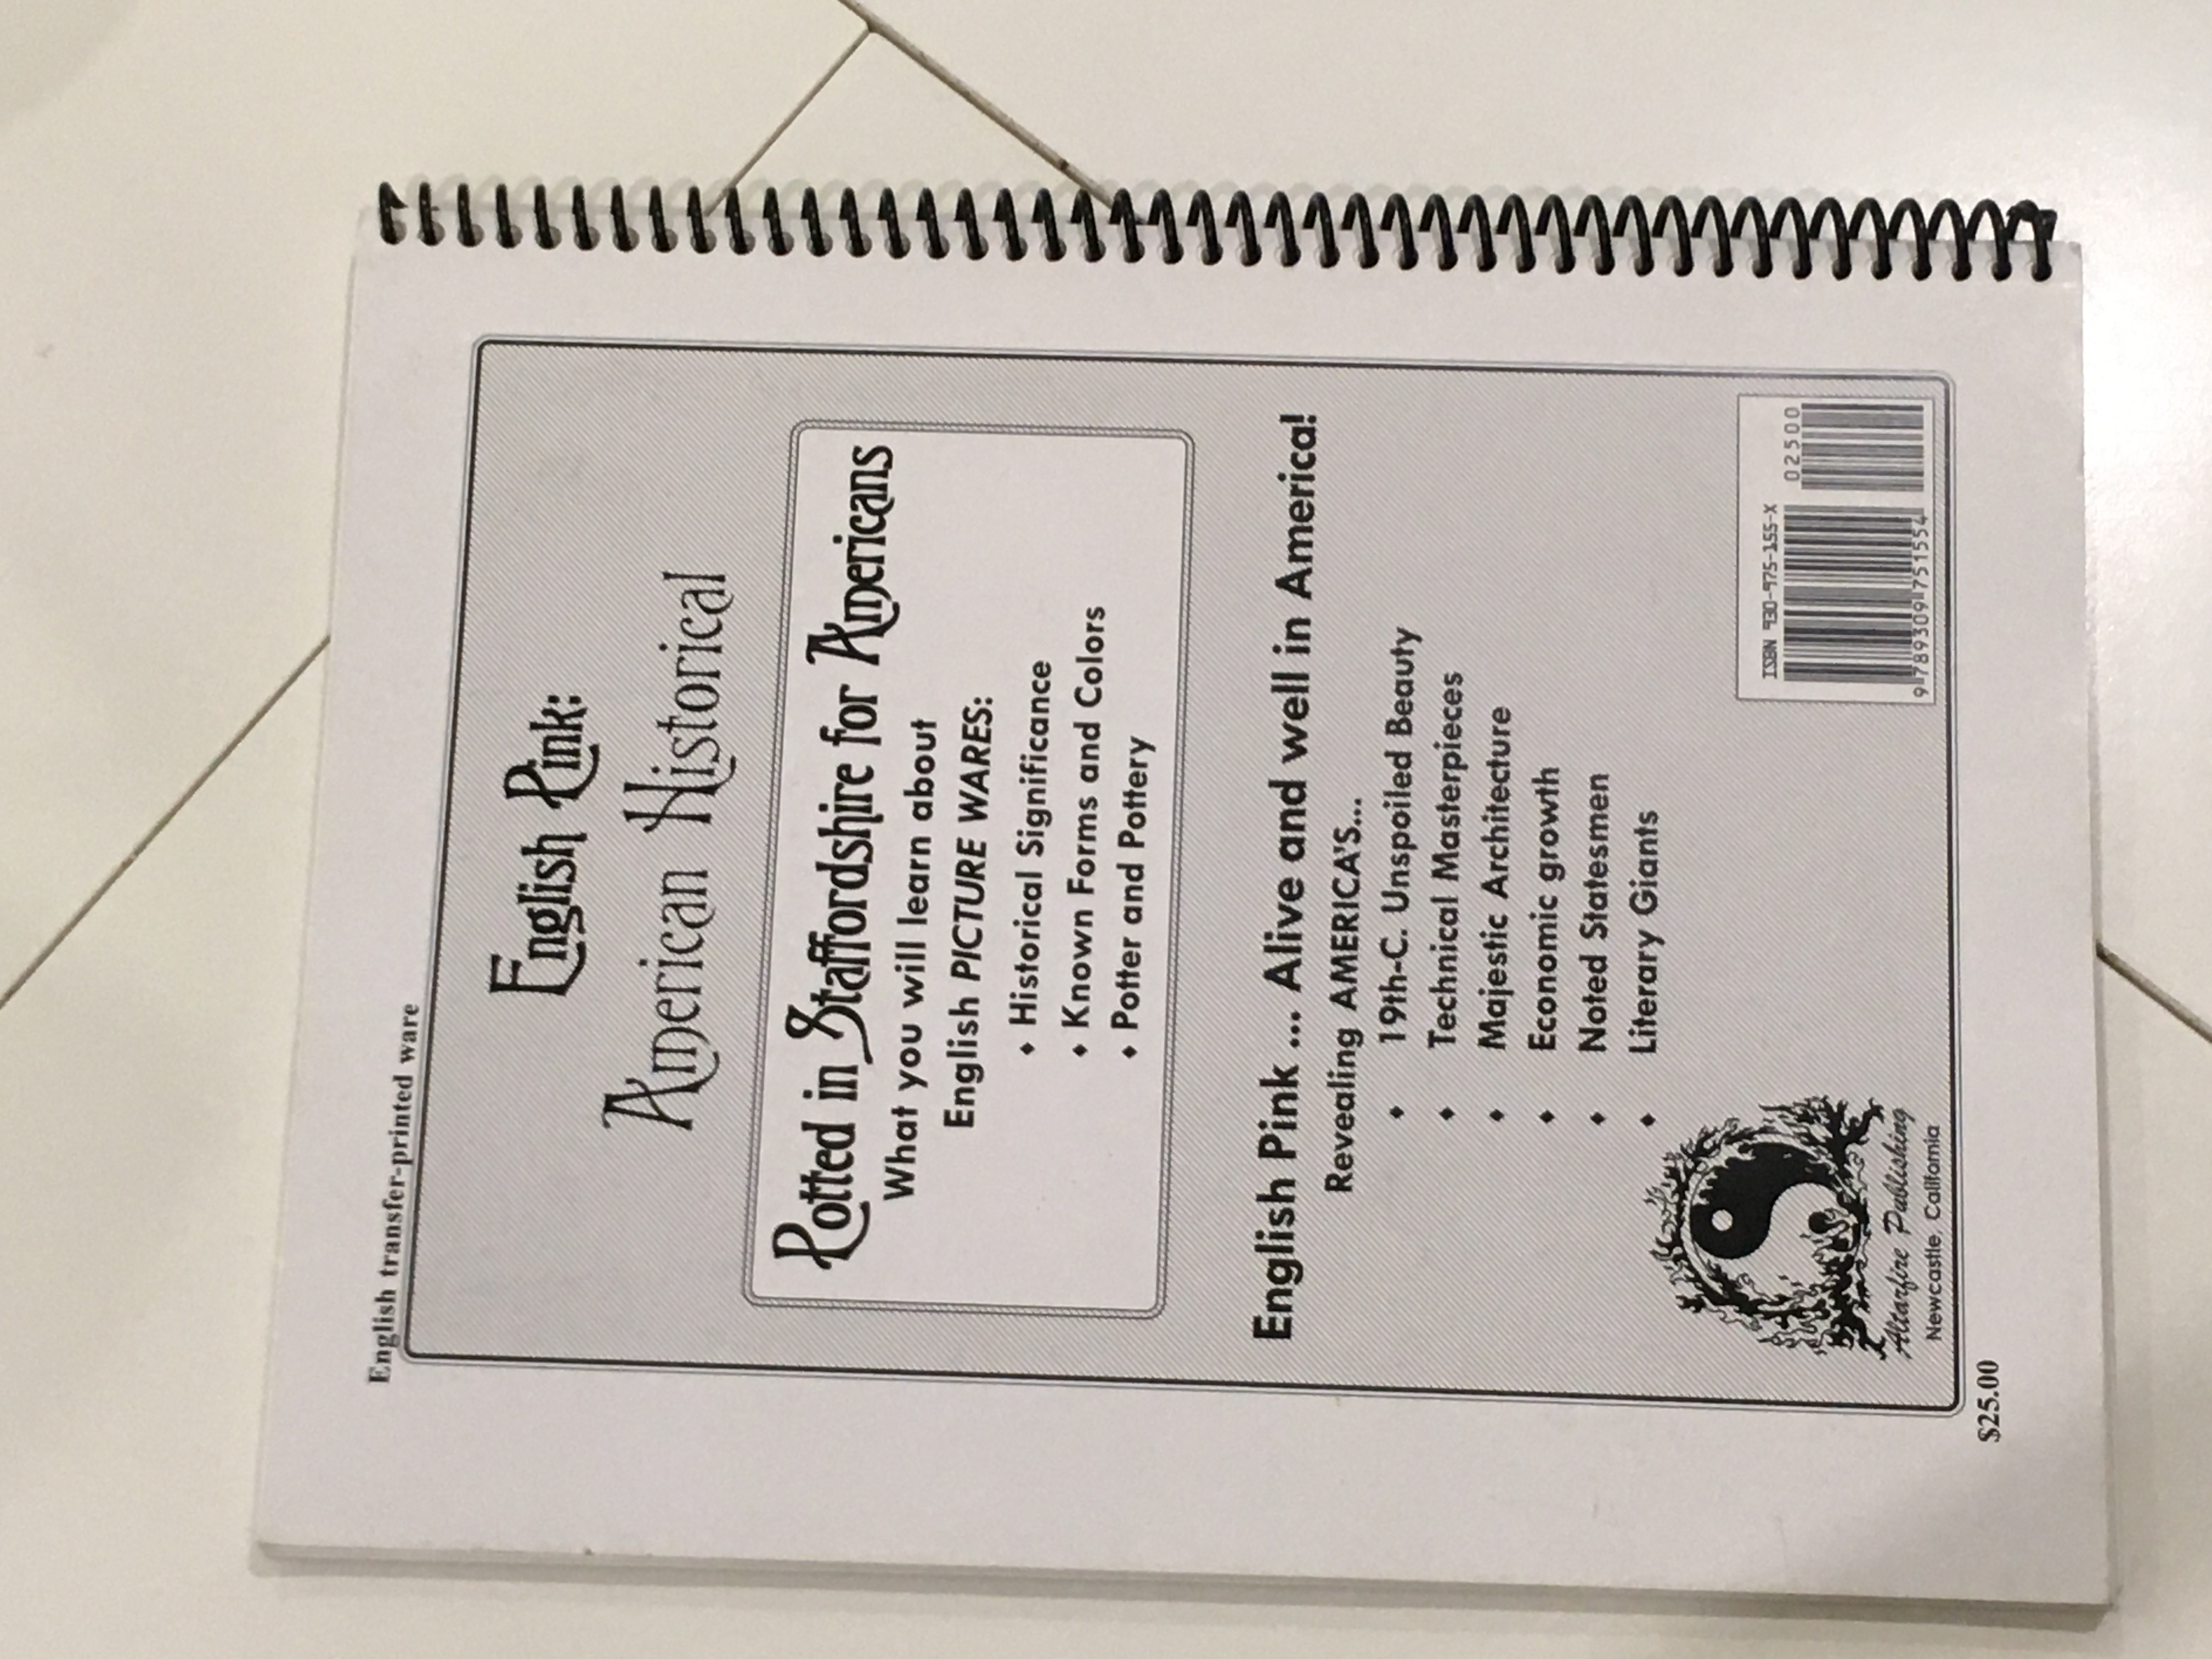 English transfer-printed ware
English Pink:
American Historical
Potted in Staffordshire for Americans
What you will learn about
English PICTURE WARES:
♦ Historical Significance
♦ Known Forms and Colors
♦ Potter and Pottery
English Pink ... Alive and well in America!
Revealing AMERICA'S...
♦ 19th-C. Unspoiled Beauty
♦ Technical Masterpieces
♦ Majestic Architecture
♦ Economic growth
♦ Noted Statesmen
♦ Literary Giants
Altarfire Publishing
Newcastle, California
ISBN 930-975-155-X
02500
9 789309 751554
$25.00